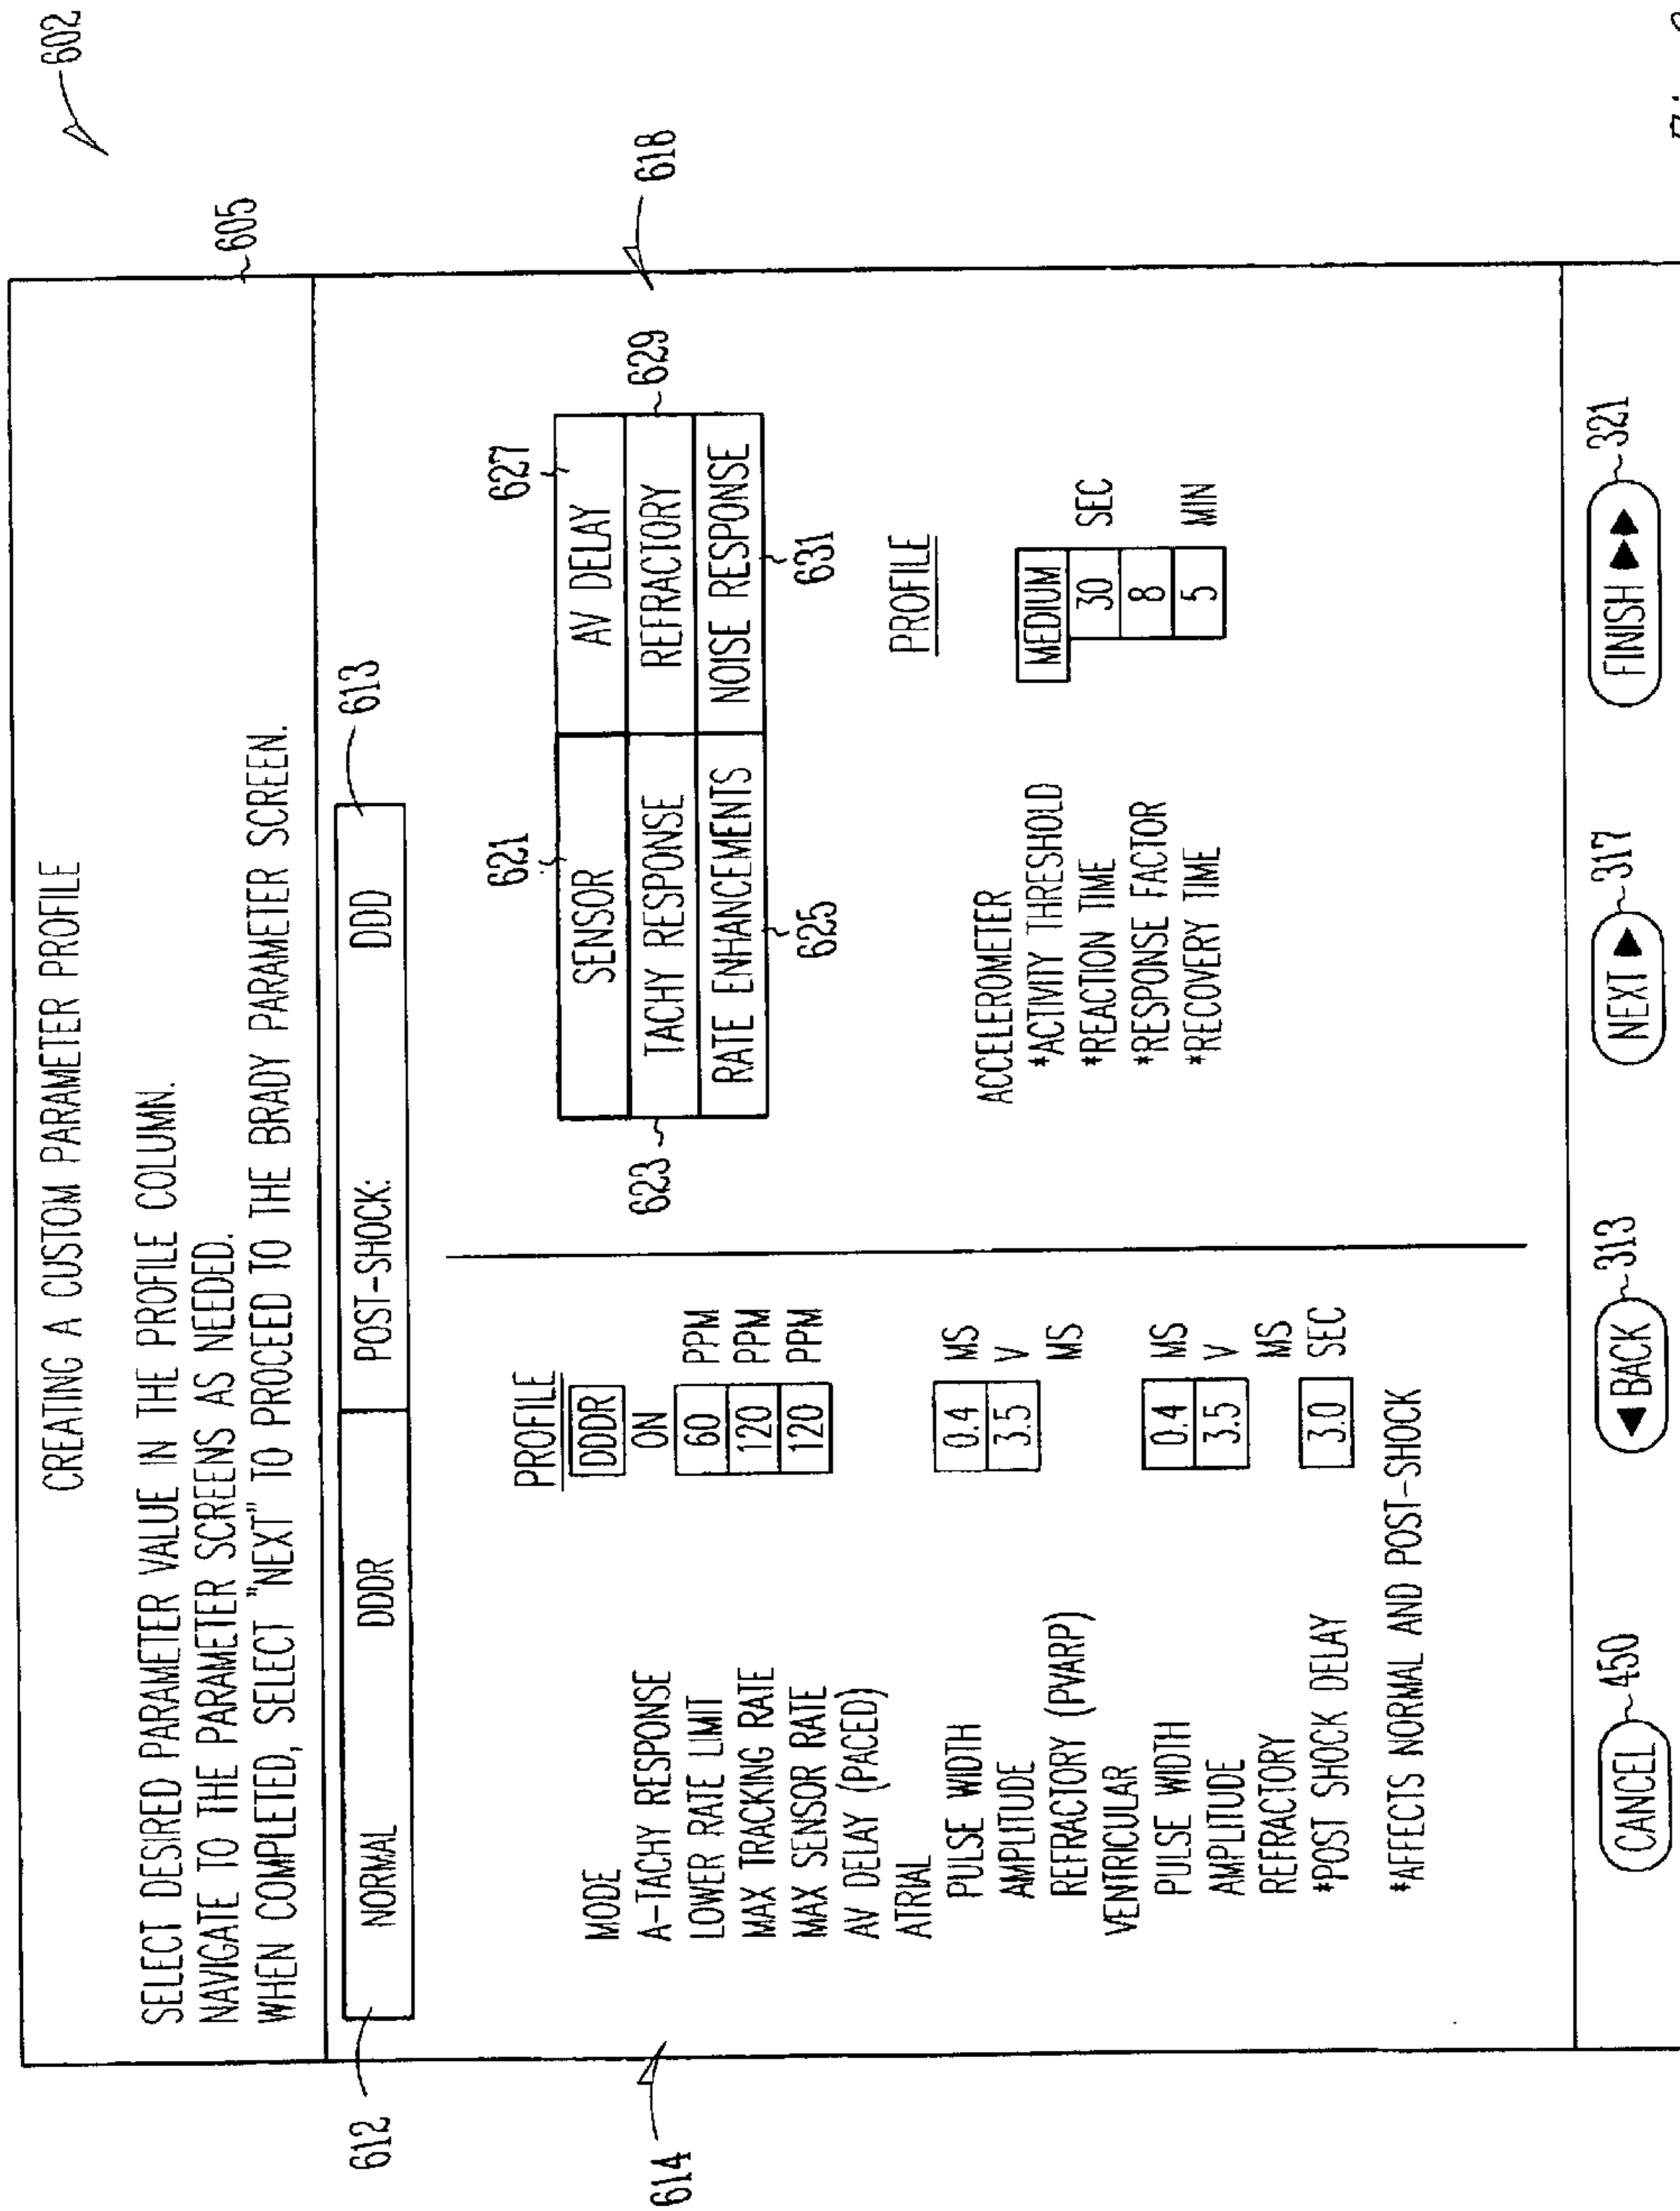 602
CREATING A CUSTOM PARAMETER PROFILE
605
SELECT DESIRED PARAMETER VALUE IN THE PROFILE COLUMN.
NAVIGATE TO THE PARAMETER SCREENS AS NEEDED.
WHEN COMPLETED, SELECT "NEXT" TO PROCEED TO THE BRADY PARAMETER SCREEN.
612
NORMAL DDDR POST-SHOCK: DDD
613
614
618
PROFILE
MODE DDDR
A-TACHY RESPONSE ON
LOWER RATE LIMIT 60 PPM
MAX TRACKING RATE 120 PPM
MAX SENSOR RATE 120 PPM
AV DELAY (PACED)
ATRIAL
PULSE WIDTH 0.4 MS
AMPLITUDE 3.5 V
REFRACTORY (PVARP) MS
VENTRICULAR
PULSE WIDTH 0.4 MS
AMPLITUDE 3.5 V
REFRACTORY MS
*POST SHOCK DELAY 3.0 SEC
*AFFECTS NORMAL AND POST-SHOCK
621 627
SENSOR AV DELAY
623 TACHY RESPONSE REFRACTORY 629
RATE ENHANCEMENTS NOISE RESPONSE
625 631
PROFILE
ACCELEROMETER
*ACTIVITY THRESHOLD MEDIUM
*REACTION TIME 30 SEC
*RESPONSE FACTOR 8
*RECOVERY TIME 5 MIN
CANCEL 450 ◀ BACK 313 NEXT ▶ 317 FINISH ▶▶ 321